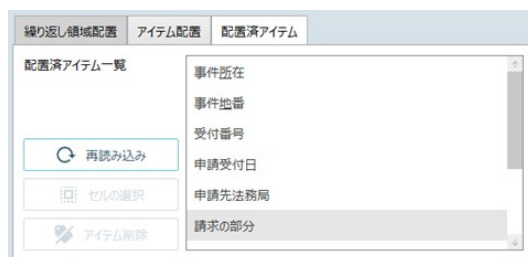 繰り返し領域配置
アイテム配置
配置済アイテム
配置済アイテム一覧
再読み込み
セルの選択
アイテム削除
事件所在
事件地番
受付番号
申請受付日
申請先法務局
請求の部分